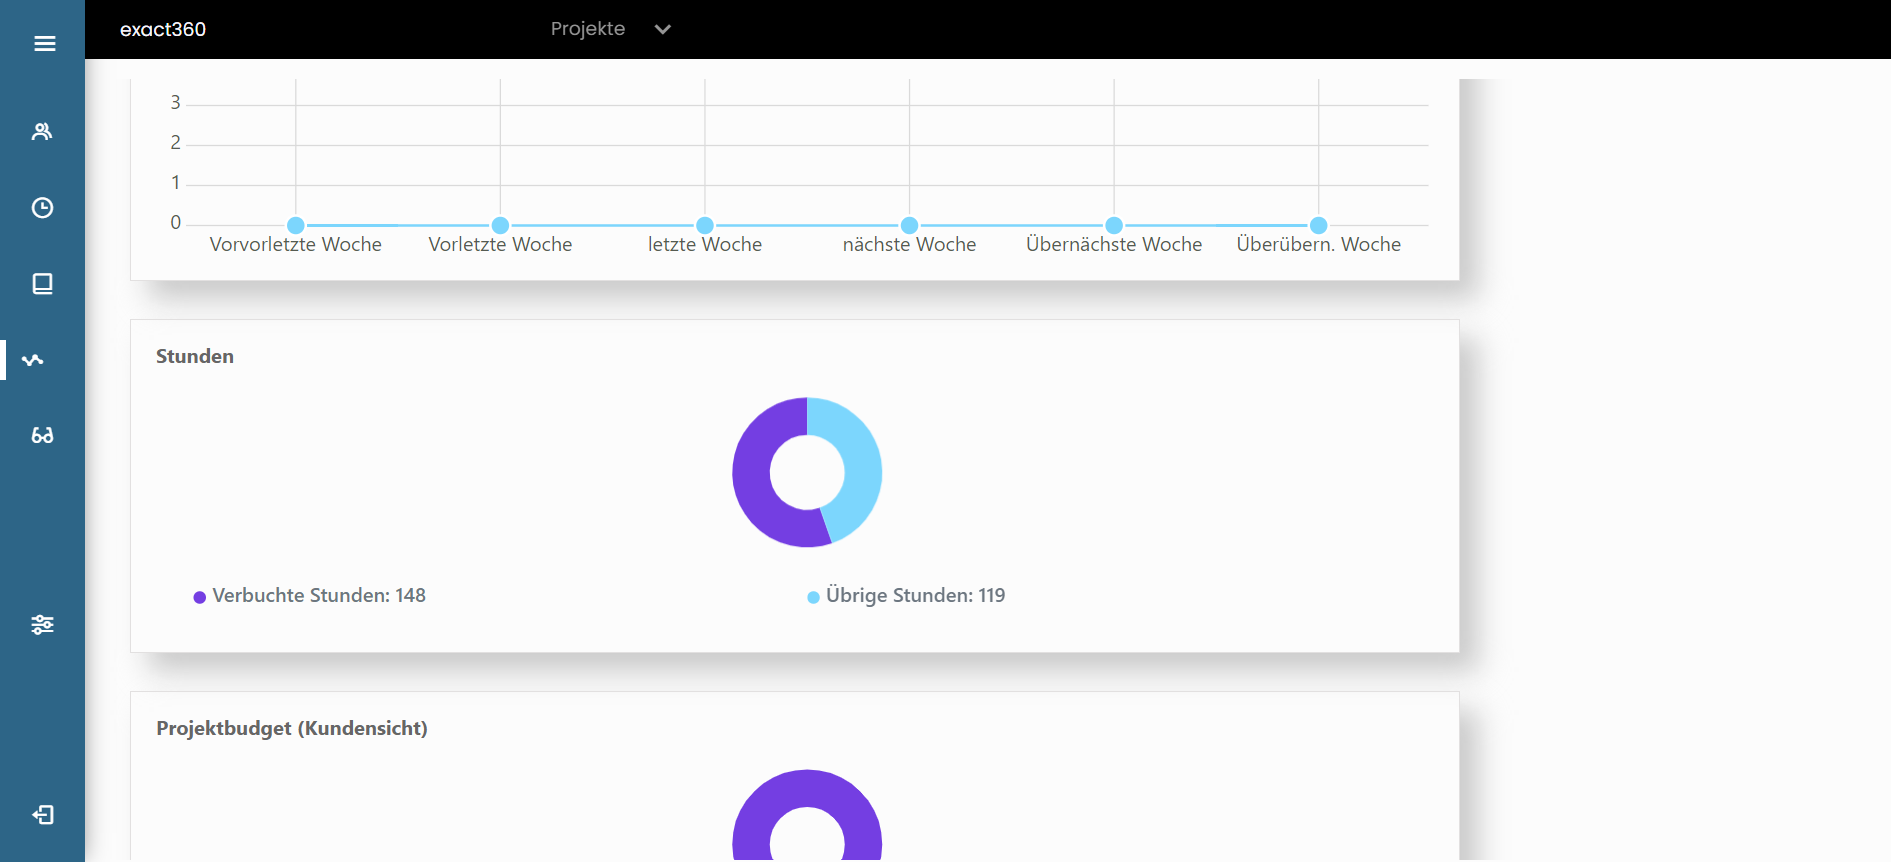 exact360
Projekte
3
2
1
0
Vorvorletzte Woche
Vorletzte Woche
letzte Woche
nächste Woche
Übernächste Woche
Überübern. Woche
Stunden
Verbuchte Stunden: 148
Übrige Stunden: 119
Projektbudget (Kundensicht)